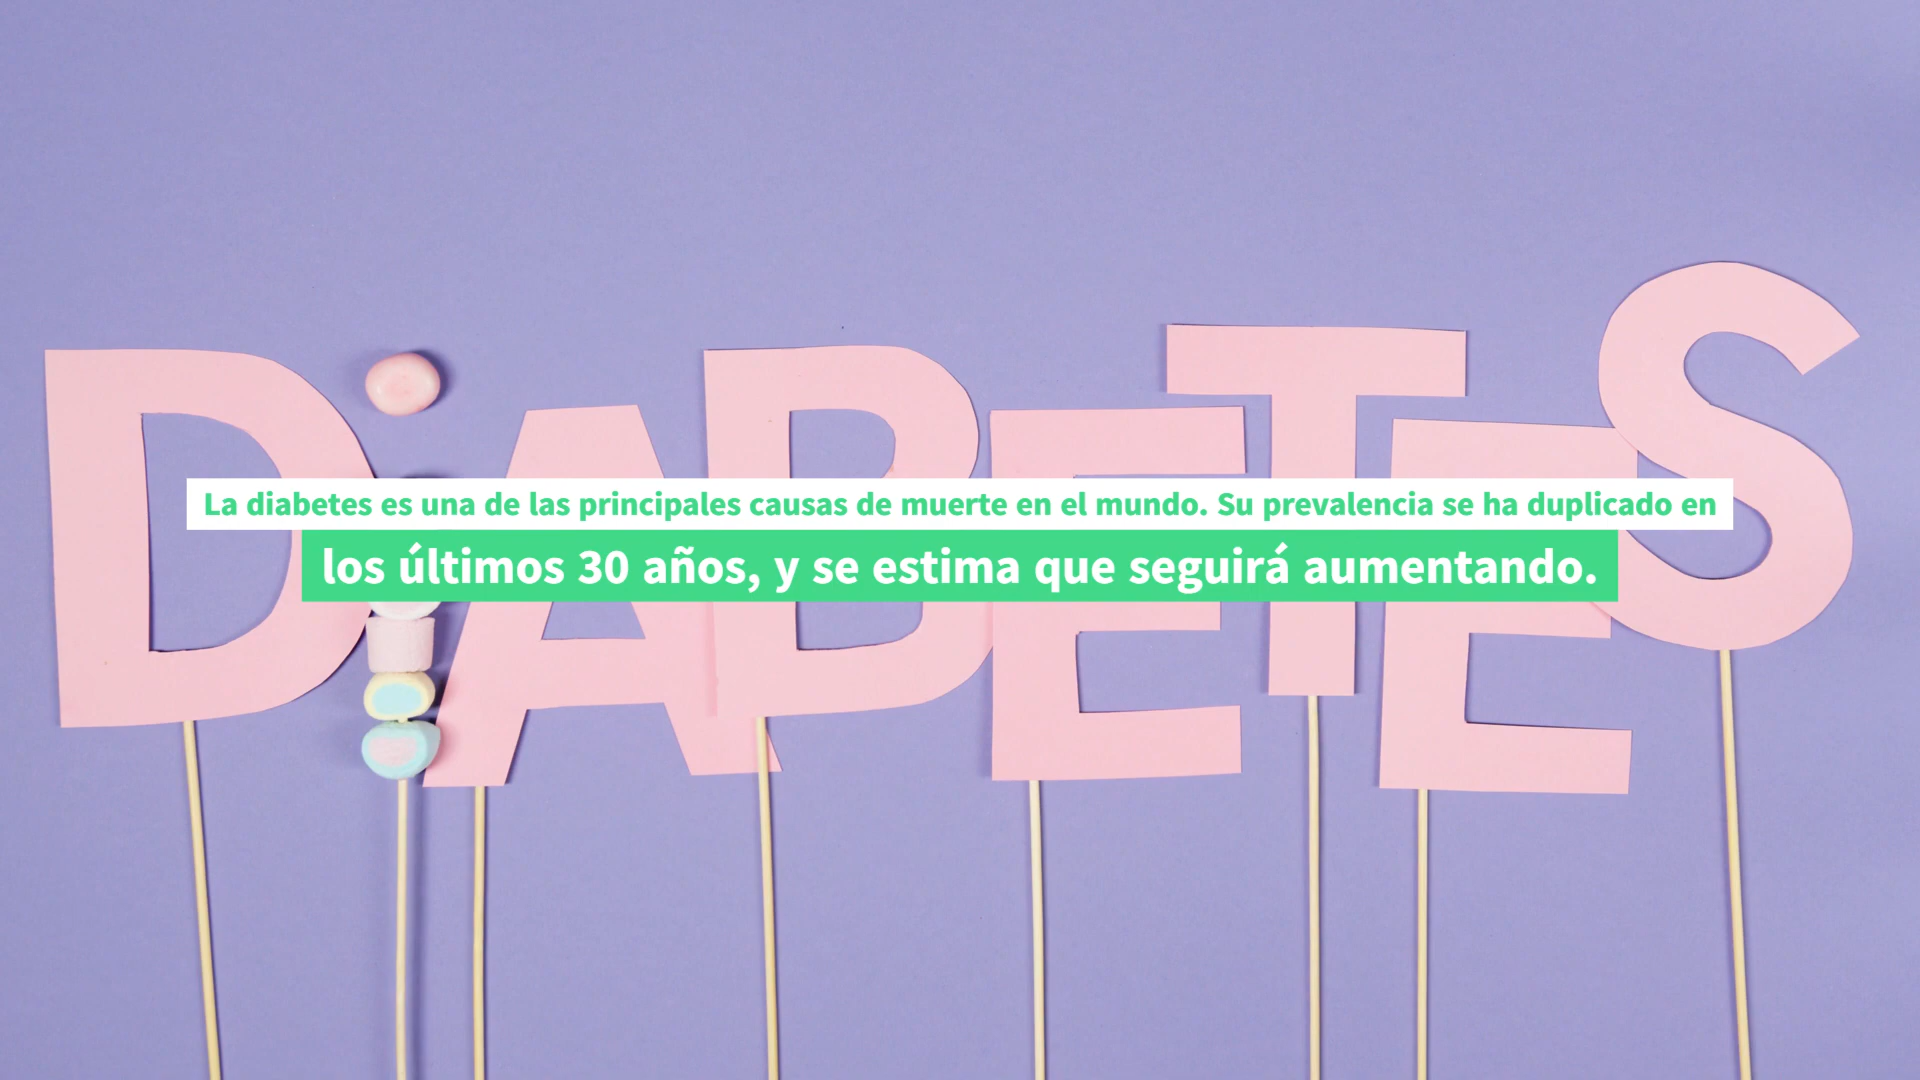 DiABETES
La diabetes es una de las principales causas de muerte en el mundo. Su prevalencia se ha duplicado en
los últimos 30 años, y se estima que seguirá aumentando.